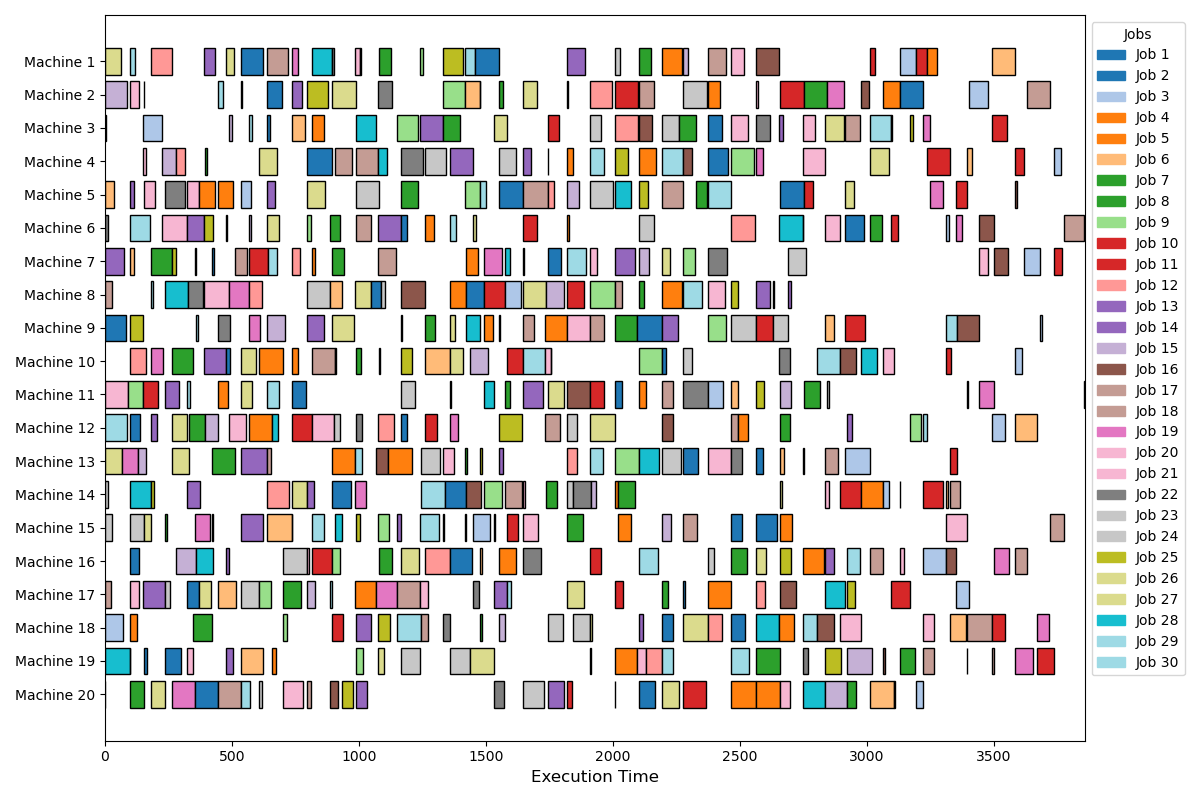 Machine 1
Machine 2
Machine 3
Machine 4
Machine 5
Machine 6
Machine 7
Machine 8
Machine 9
Machine 10
Machine 11
Machine 12
Machine 13
Machine 14
Machine 15
Machine 16
Machine 17
Machine 18
Machine 19
Machine 20
0 500 1000 1500 2000 2500 3000 3500
Execution Time
Jobs
Job 1
Job 2
Job 3
Job 4
Job 5
Job 6
Job 7
Job 8
Job 9
Job 10
Job 11
Job 12
Job 13
Job 14
Job 15
Job 16
Job 17
Job 18
Job 19
Job 20
Job 21
Job 22
Job 23
Job 24
Job 25
Job 26
Job 27
Job 28
Job 29
Job 30